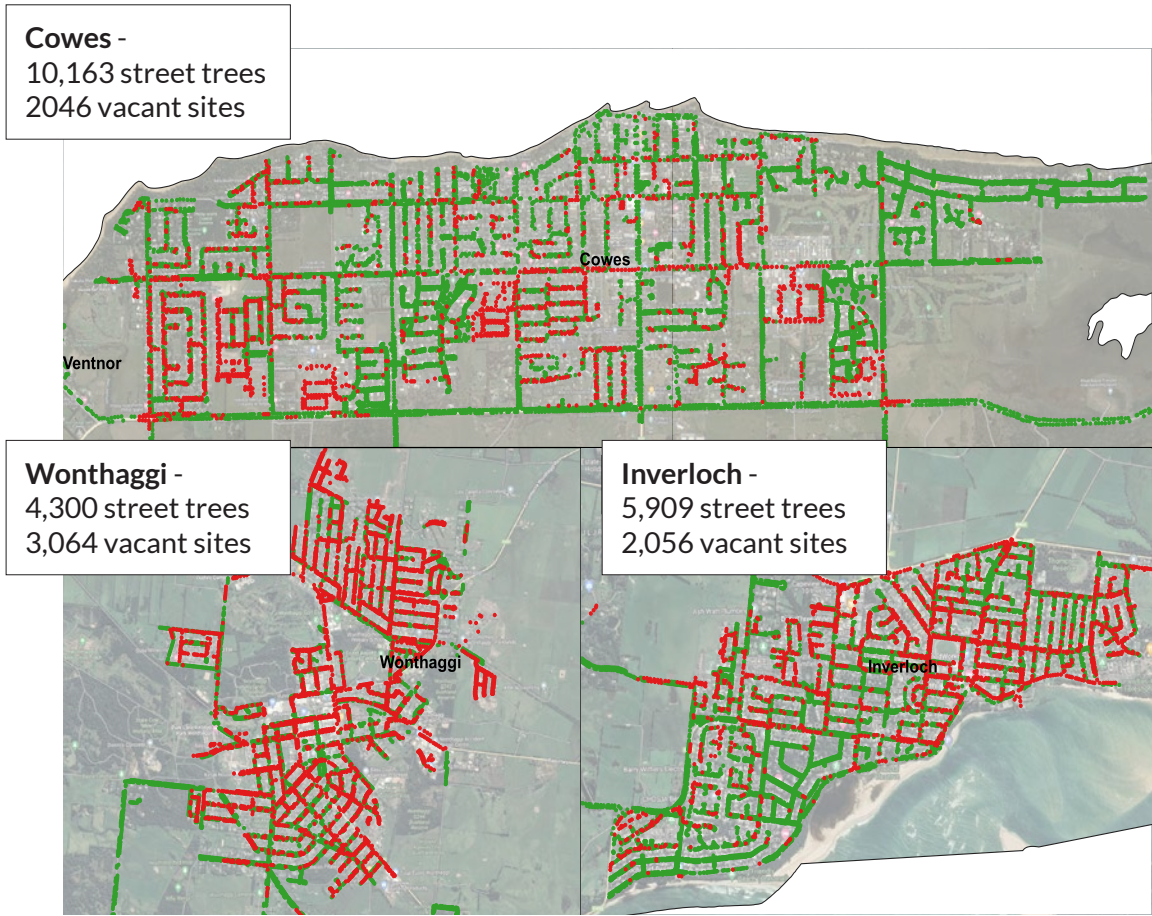 Cowes -
10,163 street trees
2046 vacant sites
Cowes
Ventnor
Wonthaggi -
4,300 street trees
3,064 vacant sites
Wonthaggi
Inverloch -
5,909 street trees
2,056 vacant sites
Inverloch